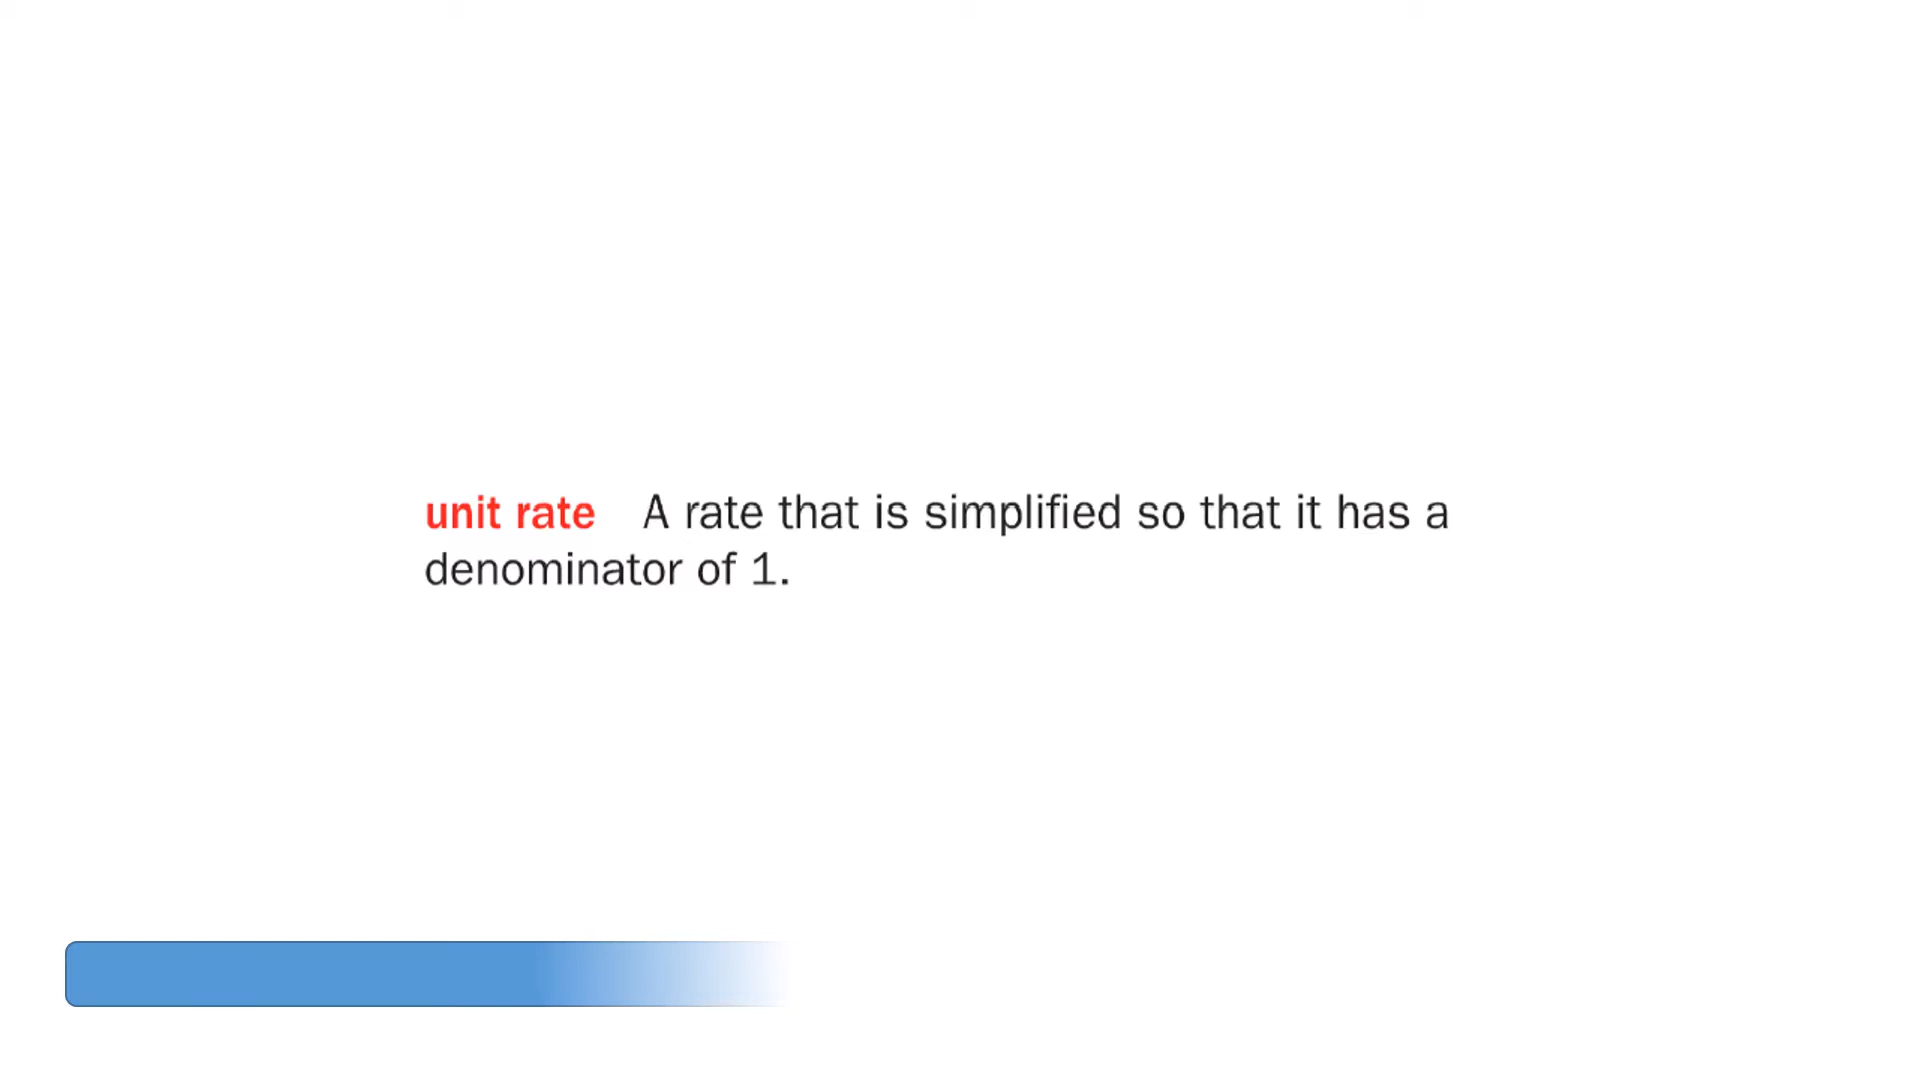 unit rate A rate that is simplified so that it has a
denominator of 1.